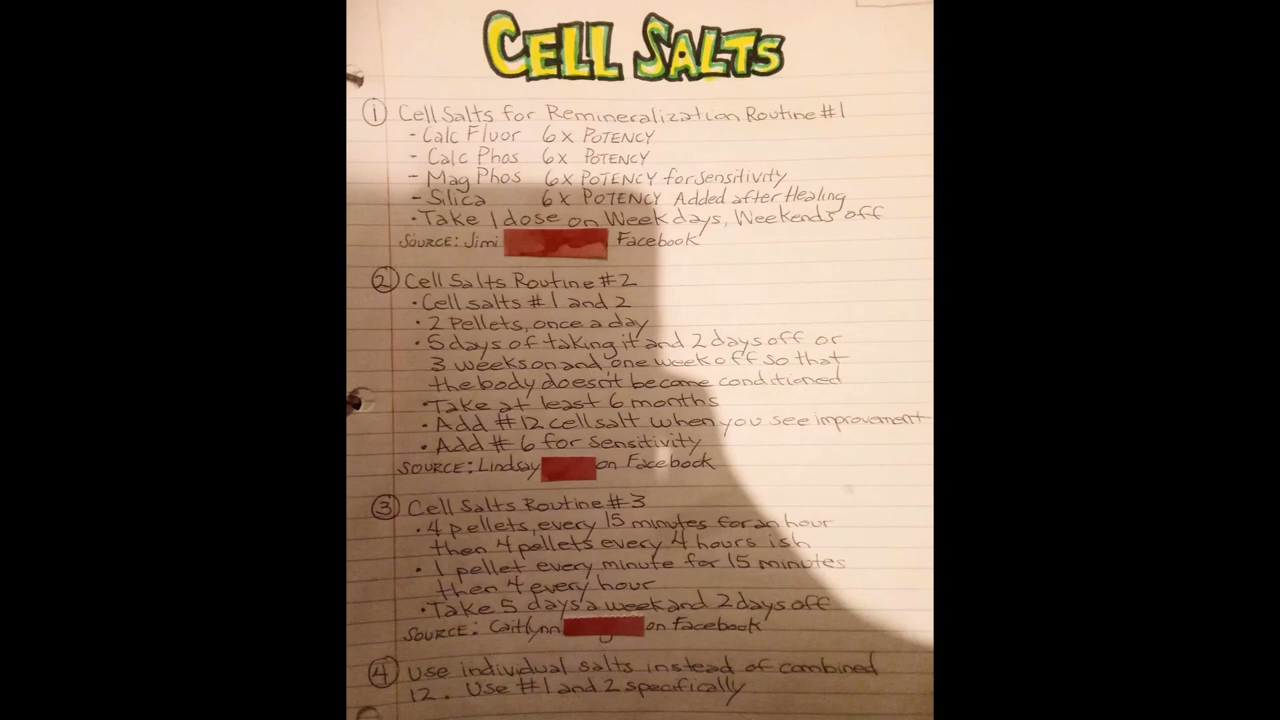 CELL SALTS
① Cell Salts for Remineralization Routine #1
- Calc Fluor 6x POTENCY
- Calc Phos 6x POTENCY
- Mag Phos 6x POTENCY for sensitivity
- Silica 6x POTENCY Added after Healing
• Take 1 dose on Weekdays, Weekends off
SOURCE: Jimi Facebook
② Cell Salts Routine #2
• Cell salts #1 and 2
• 2 Pellets, once a day
• 5 days of taking it and 2 days off or
3 weeks on and one week off so that
the body doesn't become conditioned
• Take at least 6 months
• Add #12 cell salt when you see improvement
• Add #6 for sensitivity
SOURCE: Lindsay on Facebook
③ Cell Salts Routine #3
• 4 pellets, every 15 minutes for an hour
then 4 pellets every 4 hours ish
• 1 pellet every minute for 15 minutes
then 4 every hour
• Take 5 days a week and 2 days off
SOURCE: Caitlynn on Facebook
④ Use individual salts instead of combined
12. Use #1 and 2 specifically